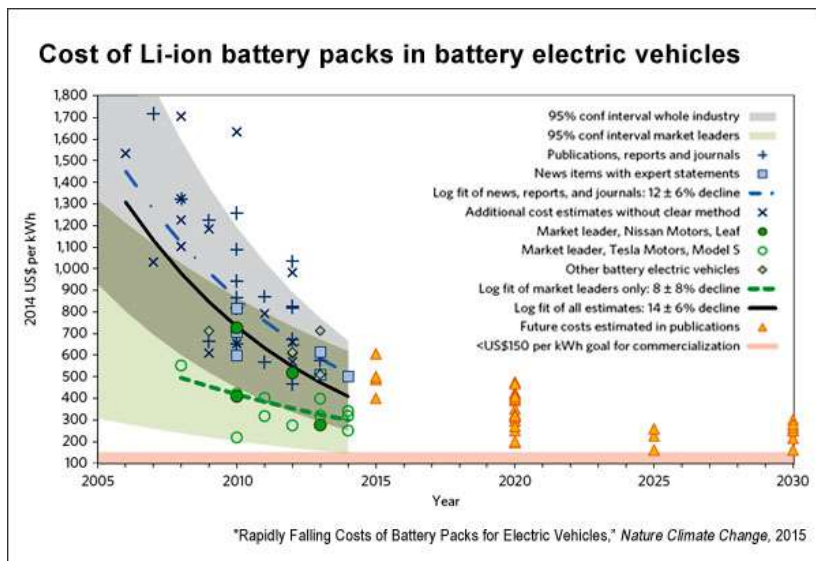 Cost of Li-ion battery packs in battery electric vehicles
1,800
1,700
1,600
1,500
1,400
1,300
1,200
1,100
1,000
900
800
700
600
500
400
300
200
100
2014 US$ per kWh
95% conf interval whole industry
95% conf interval market leaders
Publications, reports and journals
News items with expert statements
Log fit of news, reports, and journals: 12 ± 6% decline
Additional cost estimates without clear method
Market leader, Nissan Motors, Leaf
Market leader, Tesla Motors, Model S
Other battery electric vehicles
Log fit of market leaders only: 8 ± 8% decline
Log fit of all estimates: 14 ± 6% decline
Future costs estimated in publications
<US$150 per kWh goal for commercialization
2005 2010 2015 2020 2025 2030
Year
"Rapidly Falling Costs of Battery Packs for Electric Vehicles," Nature Climate Change, 2015